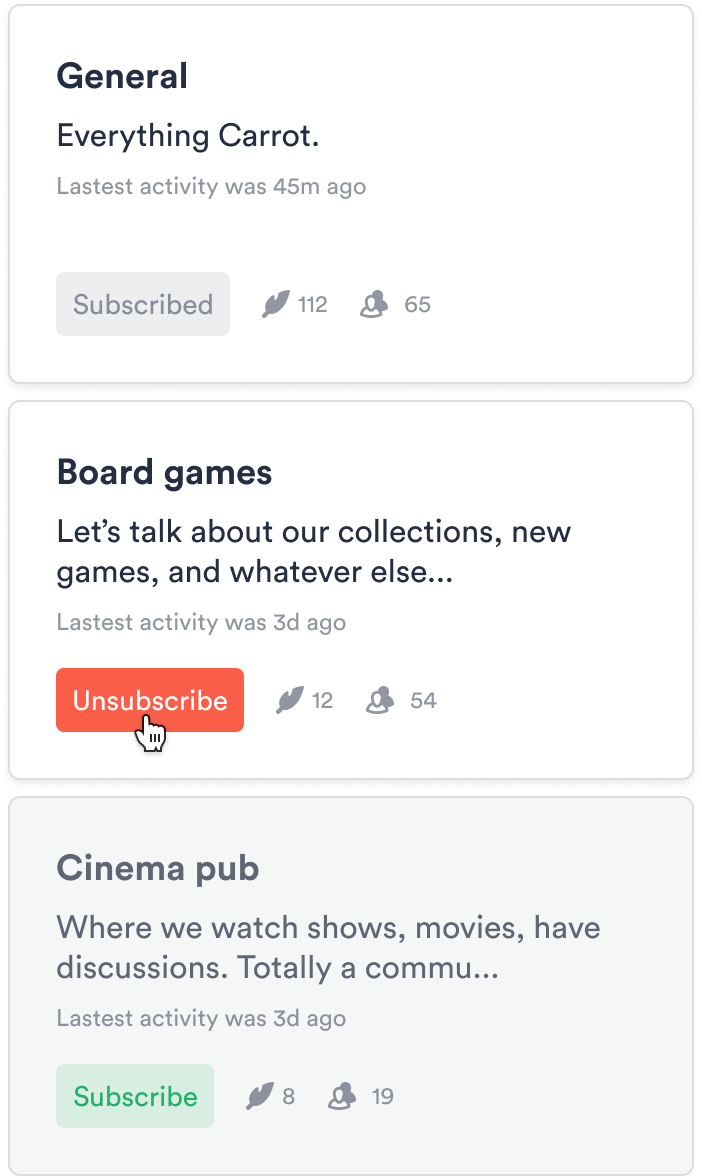 General
Everything Carrot.
Lastest activity was 45m ago
Subscribed 112 65
Board games
Let’s talk about our collections, new
games, and whatever else...
Lastest activity was 3d ago
Unsubscribe 12 54
Cinema pub
Where we watch shows, movies, have
discussions. Totally a commu...
Lastest activity was 3d ago
Subscribe 8 19